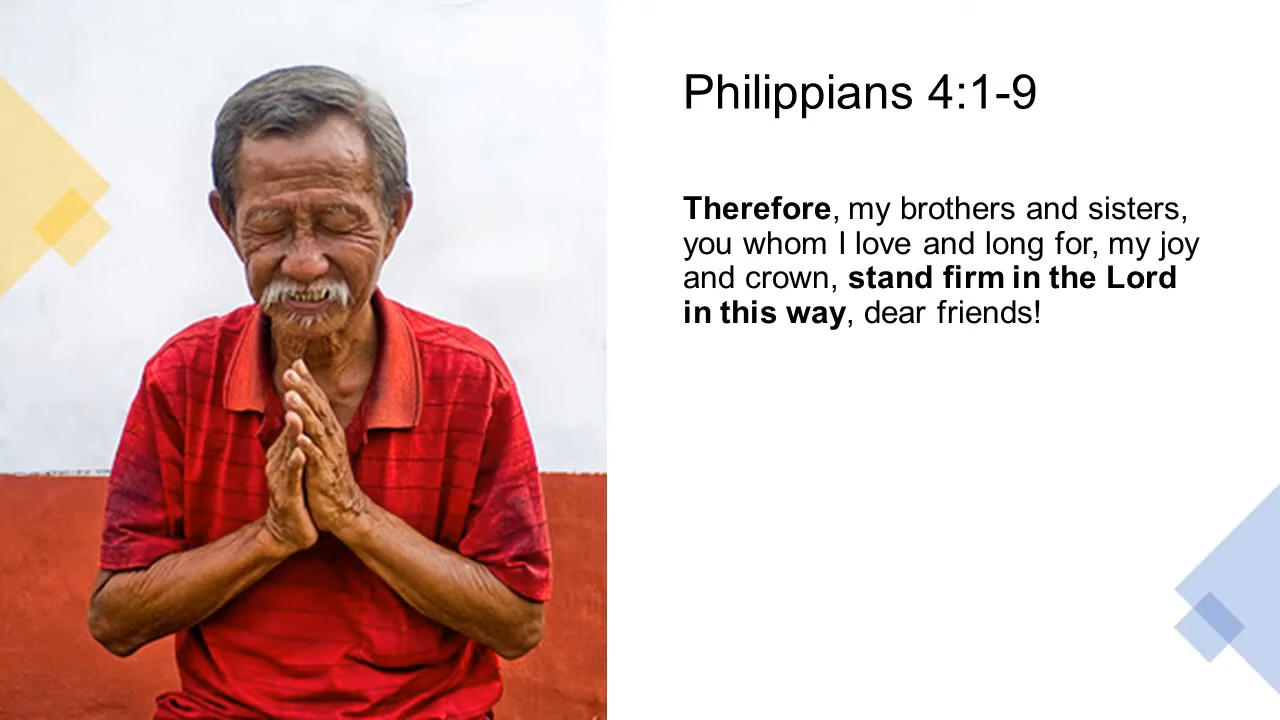 Philippians 4:1-9
Therefore, my brothers and sisters,
you whom I love and long for, my joy
and crown, stand firm in the Lord
in this way, dear friends!